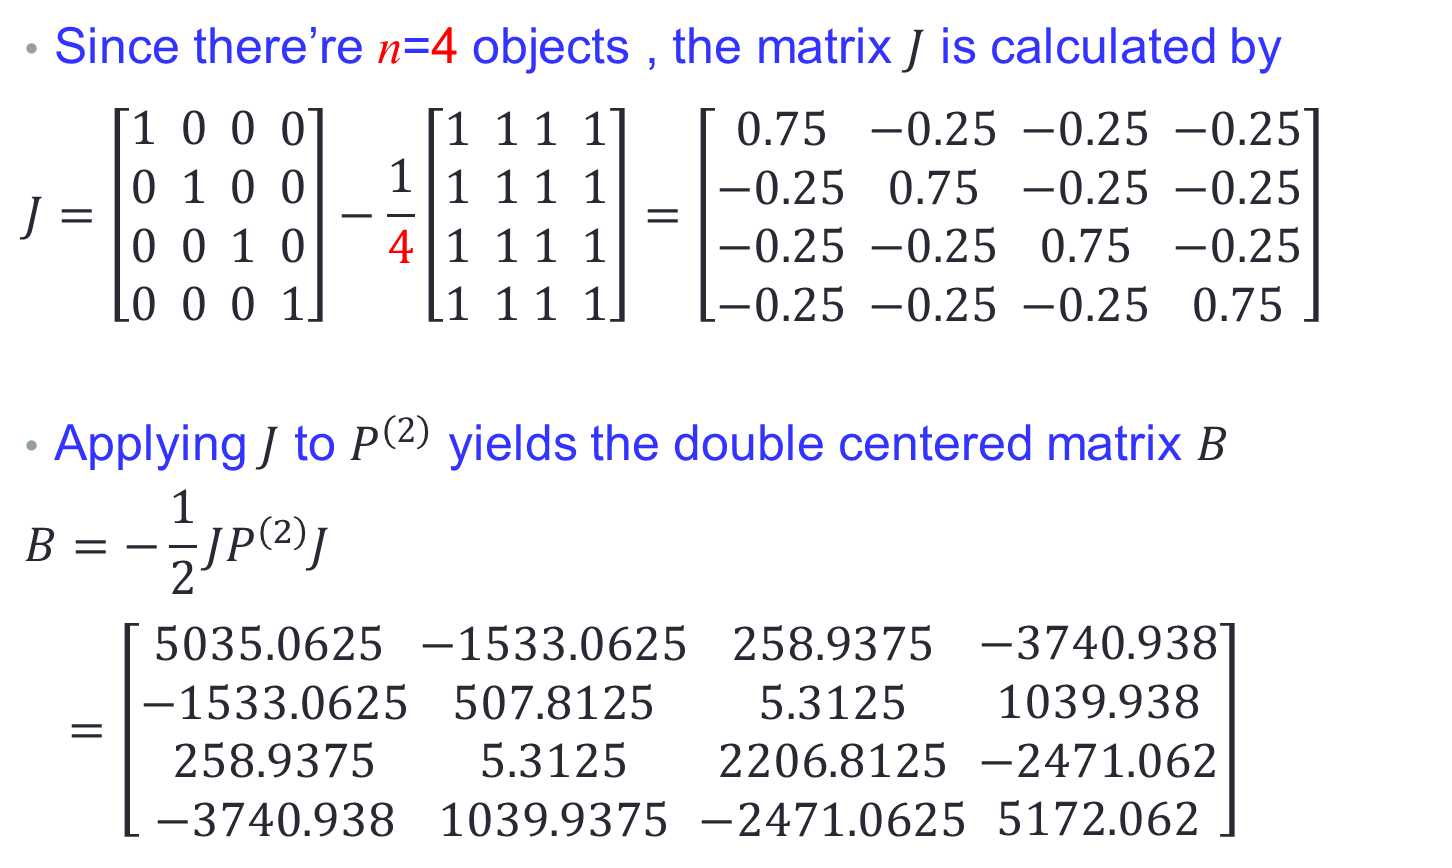 • Since there’re n=4 objects , the matrix J is calculated by
J = [1 0 0 0; 0 1 0 0; 0 0 1 0; 0 0 0 1] − 1/4 [1 1 1 1; 1 1 1 1; 1 1 1 1; 1 1 1 1] = [0.75 −0.25 −0.25 −0.25; −0.25 0.75 −0.25 −0.25; −0.25 −0.25 0.75 −0.25; −0.25 −0.25 −0.25 0.75]
• Applying J to P⁽²⁾ yields the double centered matrix B
B = −1/2 JP⁽²⁾J
= [5035.0625 −1533.0625 258.9375 −3740.938
−1533.0625 507.8125 5.3125 1039.938
258.9375 5.3125 2206.8125 −2471.062
−3740.938 1039.9375 −2471.0625 5172.062]